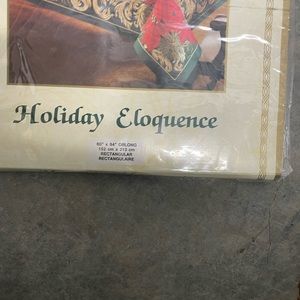 Holiday Eloquence
60" x 84" OBLONG
152 cm x 213 cm
RECTANGULAR
RECTANGULAIRE